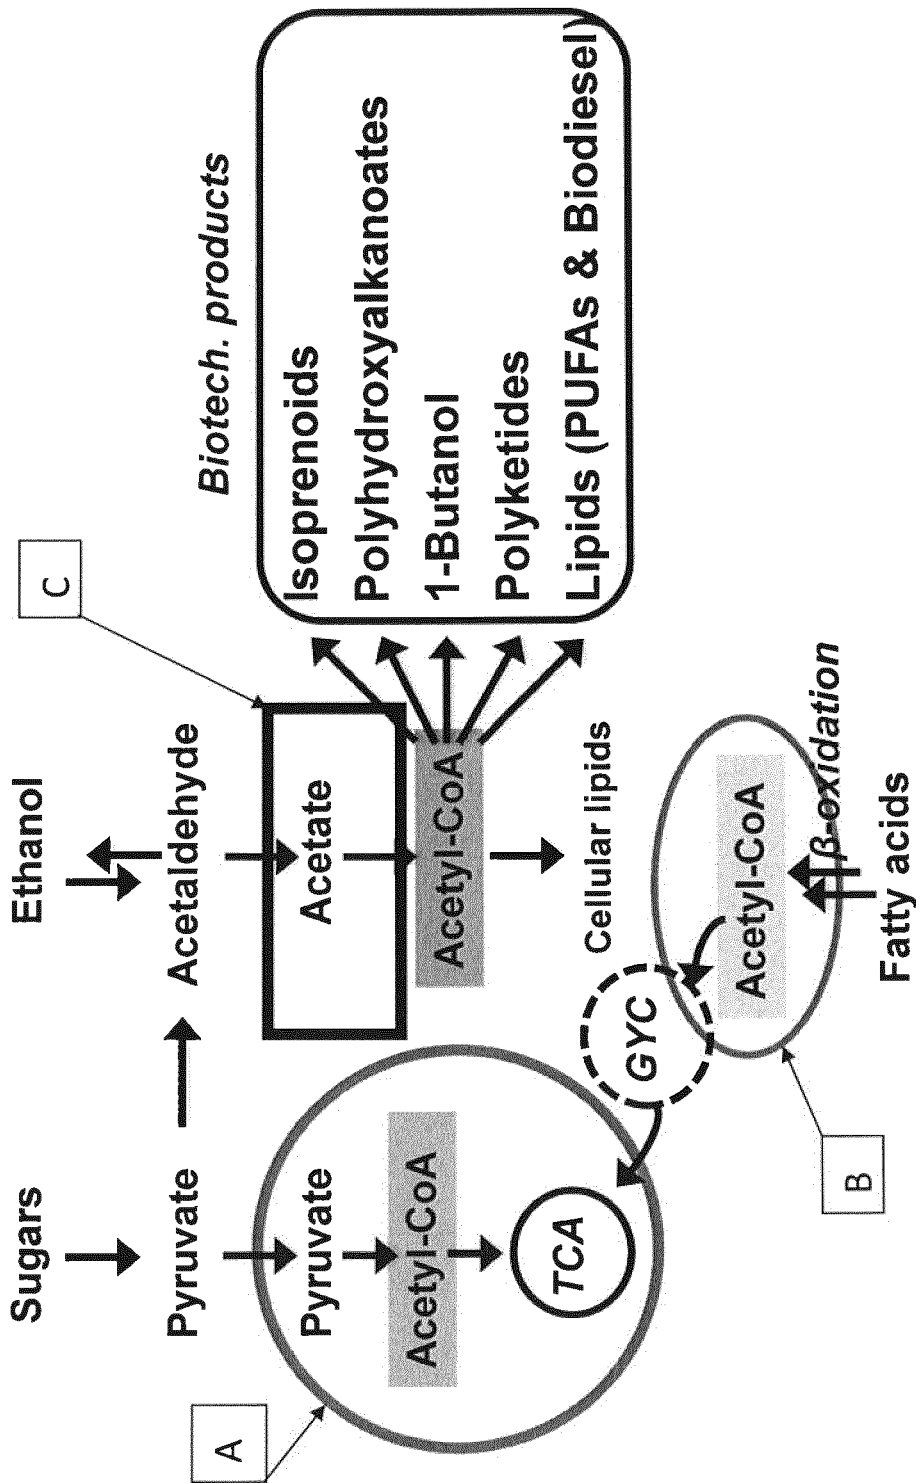 Sugars
Ethanol
Pyruvate
Acetaldehyde
Biotech. products
A
Pyruvate
Acetyl-CoA
TCA
C
Acetate
Acetyl-CoA
Cellular lipids
Isoprenoids
Polyhydroxyalkanoates
1-Butanol
Polyketides
Lipids (PUFAs & Biodiesel)
GYC
B
Acetyl-CoA
β-oxidation
Fatty acids